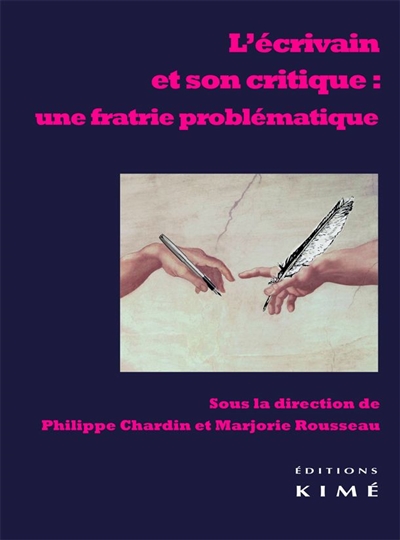 L'écrivain
et son critique :
une fratrie problématique
Sous la direction de
Philippe Chardin et Marjorie Rousseau
ÉDITIONS
KIMÉ